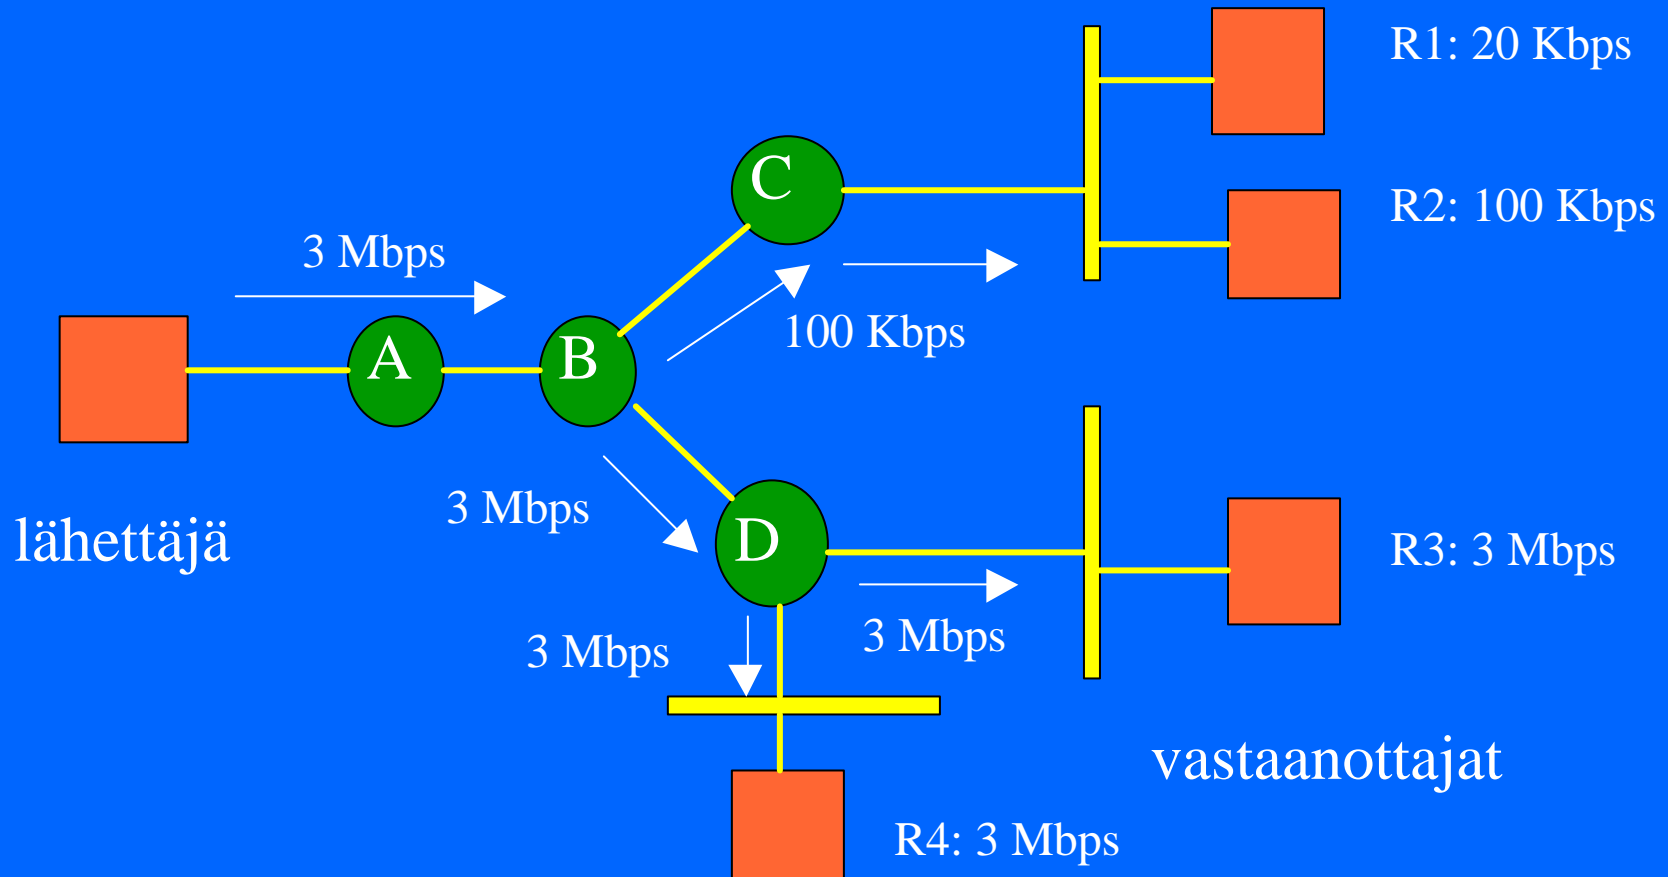 R1: 20 Kbps
C
R2: 100 Kbps
3 Mbps
100 Kbps
A
B
3 Mbps
lähettäjä
D
R3: 3 Mbps
3 Mbps
3 Mbps
vastaanottajat
R4: 3 Mbps